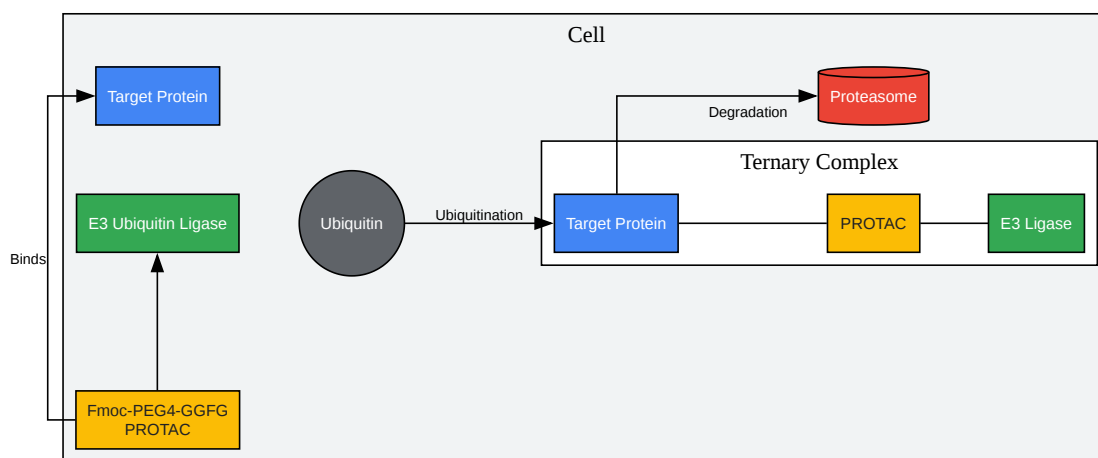 Cell
Target Protein
Proteasome
Degradation
Ternary Complex
E3 Ubiquitin Ligase
Ubiquitin
Ubiquitination
Target Protein
PROTAC
E3 Ligase
Binds
Fmoc-PEG4-GGFG
PROTAC